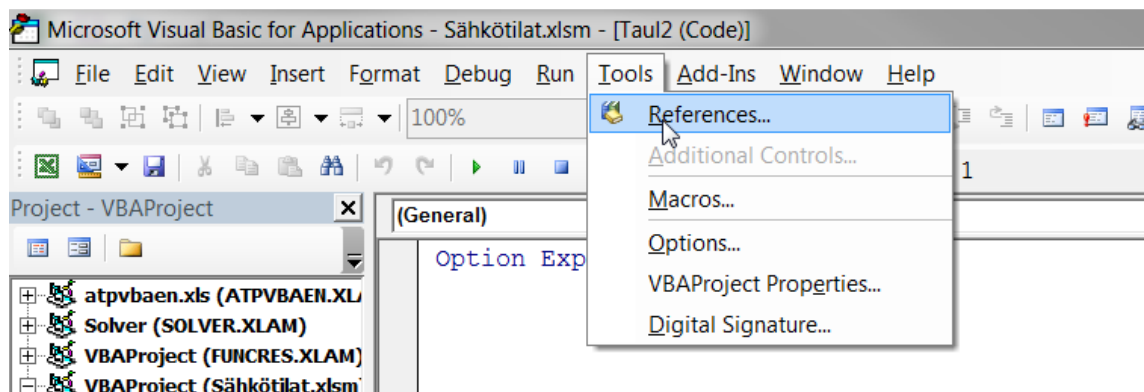 Microsoft Visual Basic for Applications - Sähkötilat.xlsm - [Taul2 (Code)]
File Edit View Insert Format Debug Run Tools Add-Ins Window Help
100%
References...
Additional Controls...
1
Macros...
Project - VBAProject
(General)
Options...
Option Exp
VBAProject Properties...
atpvbaen.xls (ATPVBAEN.XL
Solver (SOLVER.XLAM)
Digital Signature...
VBAProject (FUNCRES.XLAM)
VBAProject (Sähkötilat.xlsm